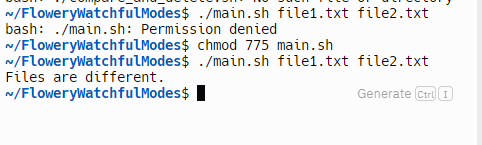 bash: ./compare_and_delete.sh: No such file or directory
~/FloweryWatchfulModes$ ./main.sh file1.txt file2.txt
bash: ./main.sh: Permission denied
~/FloweryWatchfulModes$ chmod 775 main.sh
~/FloweryWatchfulModes$ ./main.sh file1.txt file2.txt
Files are different.
~/FloweryWatchfulModes$
Generate Ctrl I